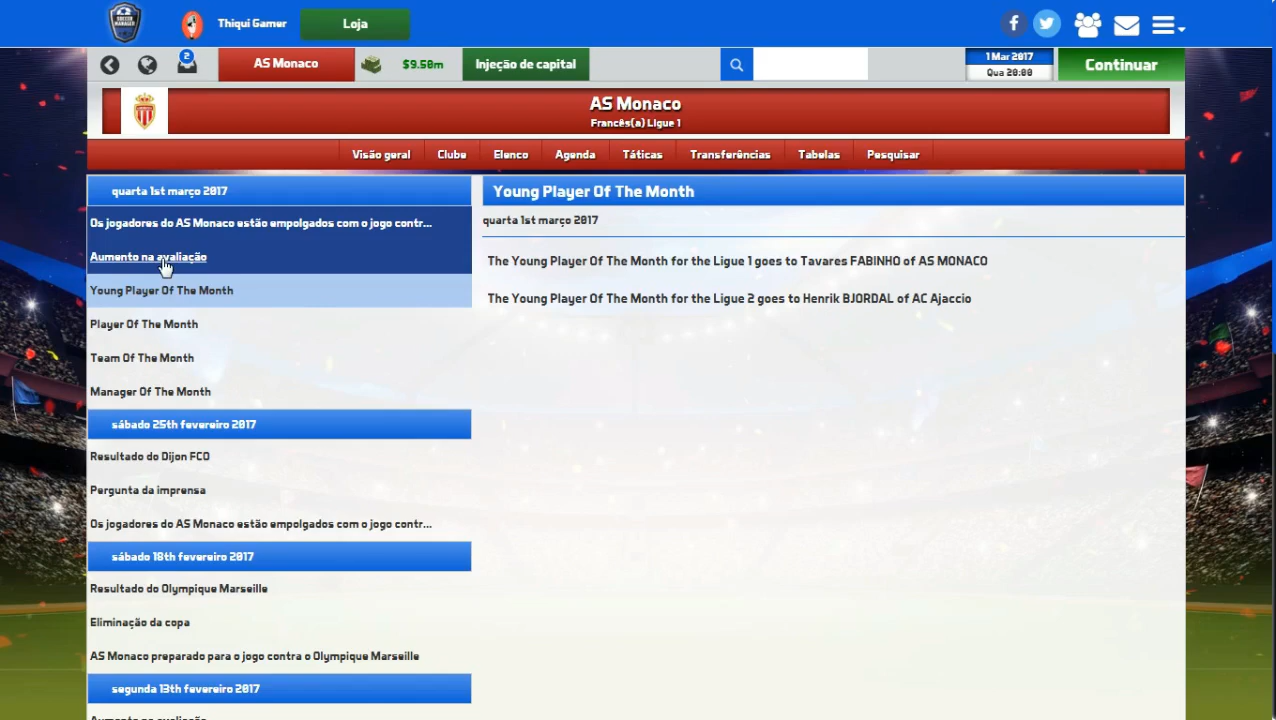 SOCCER MANAGER
Thiqui Gamer
Loja
2
AS Monaco
$9.58m
Injeção de capital
1 Mar 2017
Qua 20:00
Continuar
AS Monaco
Francês(a) Ligue 1
Visão geral
Clube
Elenco
Agenda
Táticas
Transferências
Tabelas
Pesquisar
quarta 1st março 2017
Os jogadores do AS Monaco estão empolgados com o jogo contr...
Aumento na avaliação
Young Player Of The Month
Player Of The Month
Team Of The Month
Manager Of The Month
sábado 25th fevereiro 2017
Resultado do Dijon FCO
Pergunta da imprensa
Os jogadores do AS Monaco estão empolgados com o jogo contr...
sábado 18th fevereiro 2017
Resultado do Olympique Marseille
Eliminação da copa
AS Monaco preparado para o jogo contra o Olympique Marseille
segunda 13th fevereiro 2017
Aumento na avaliação
Young Player Of The Month
quarta 1st março 2017
The Young Player Of The Month for the Ligue 1 goes to Tavares FABINHO of AS MONACO
The Young Player Of The Month for the Ligue 2 goes to Henrik BJORDAL of AC Ajaccio